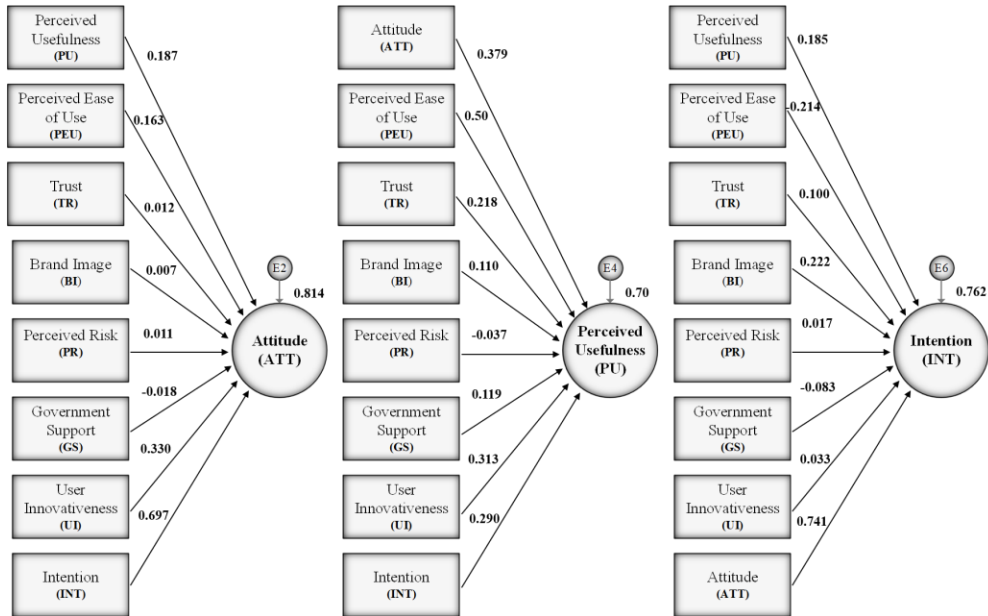 Perceived
Usefulness
(PU)
0.187
Perceived Ease
of Use
(PEU)
0.163
Trust
(TR)
0.012
Brand Image
(BI)
0.007
Perceived Risk
(PR)
0.011
Government
Support
(GS)
-0.018
User
Innovativeness
(UI)
0.330
Intention
(INT)
0.697
E2
0.814
Attitude
(ATT)
Attitude
(ATT)
0.379
Perceived Ease
of Use
(PEU)
0.50
Trust
(TR)
0.218
Brand Image
(BI)
0.110
Perceived Risk
(PR)
-0.037
Government
Support
(GS)
0.119
User
Innovativeness
(UI)
0.313
Intention
(INT)
0.290
E4
0.70
Perceived
Usefulness
(PU)
Perceived
Usefulness
(PU)
0.185
Perceived Ease
of Use
(PEU)
-0.214
Trust
(TR)
0.100
Brand Image
(BI)
0.222
Perceived Risk
(PR)
0.017
Government
Support
(GS)
-0.083
User
Innovativeness
(UI)
0.033
Attitude
(ATT)
0.741
E6
0.762
Intention
(INT)